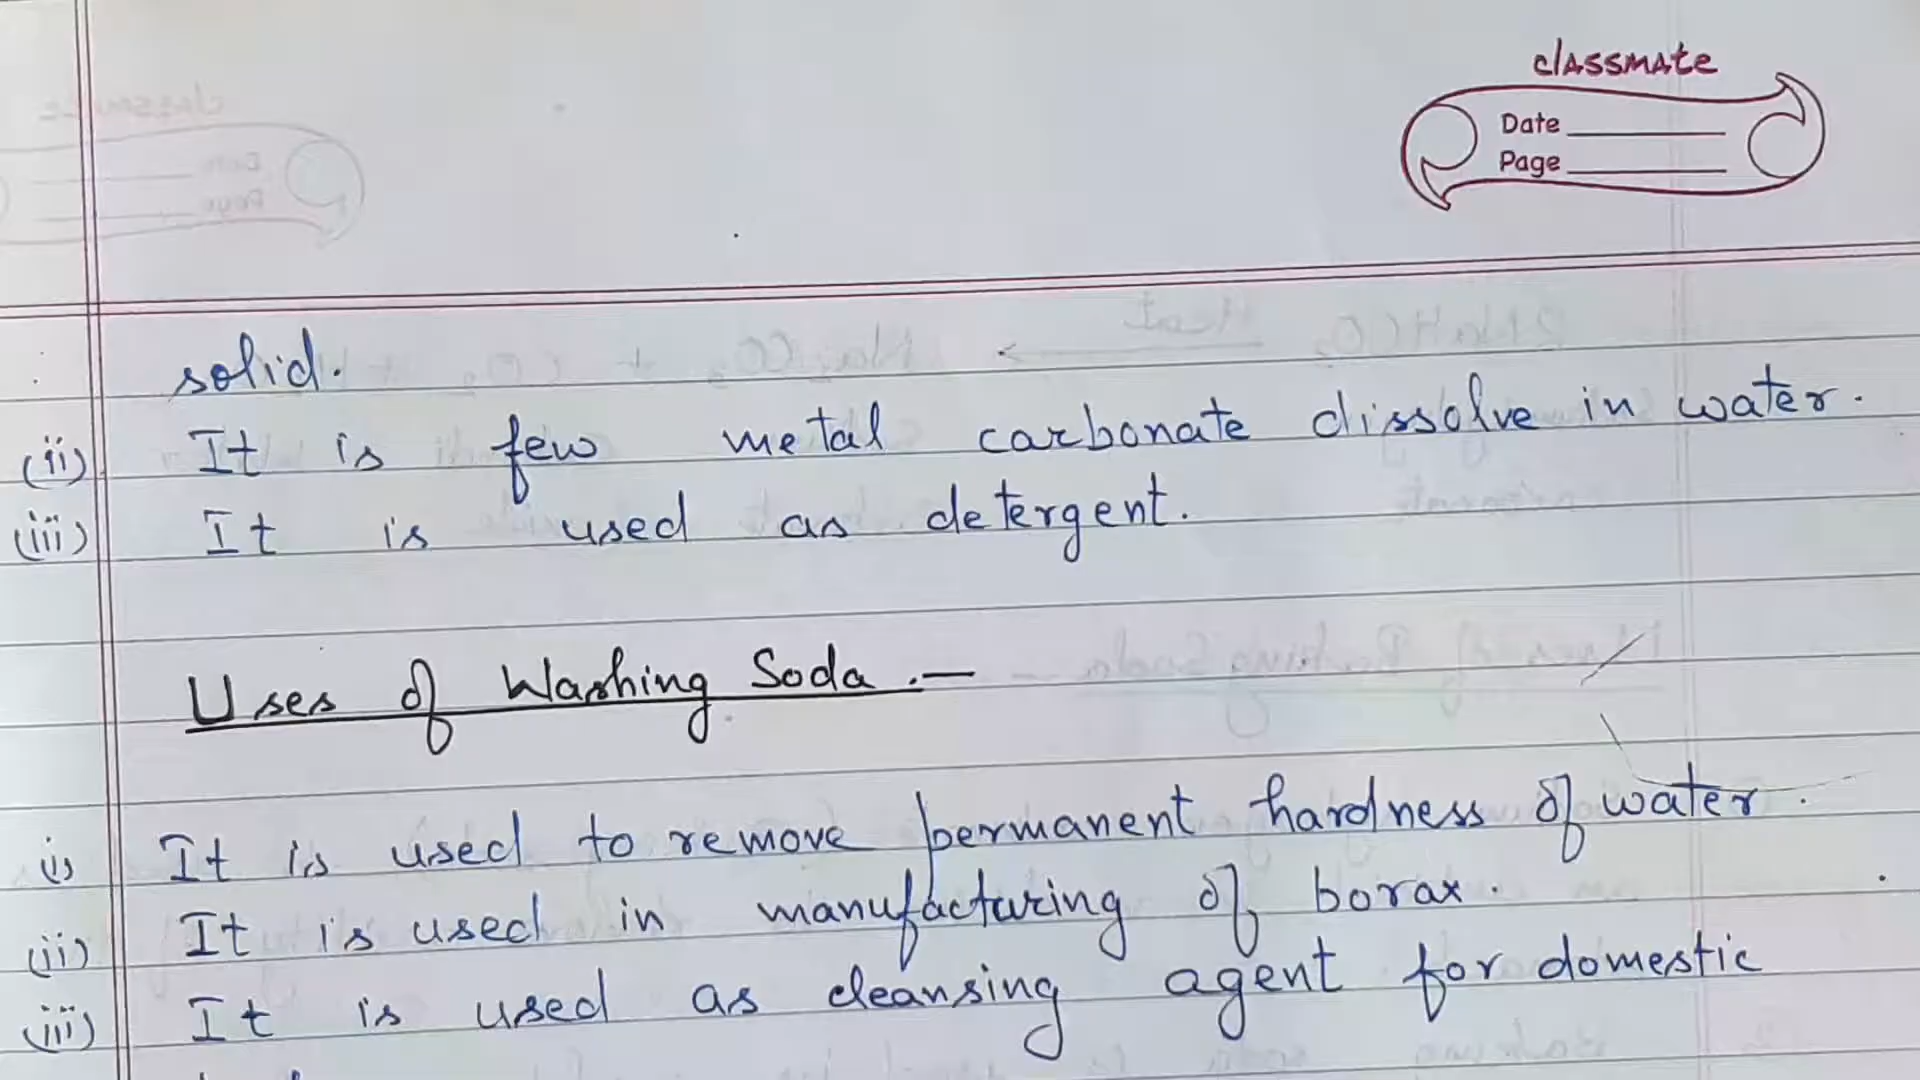 classmate
Date
Page
solid.
(ii) It is few metal carbonate dissolve in water.
(iii) It is used as detergent.
Uses of Washing Soda :-
(i) It is used to remove permanent hardness of water.
(ii) It is used in manufacturing of borax.
(iii) It is used as cleansing agent for domestic